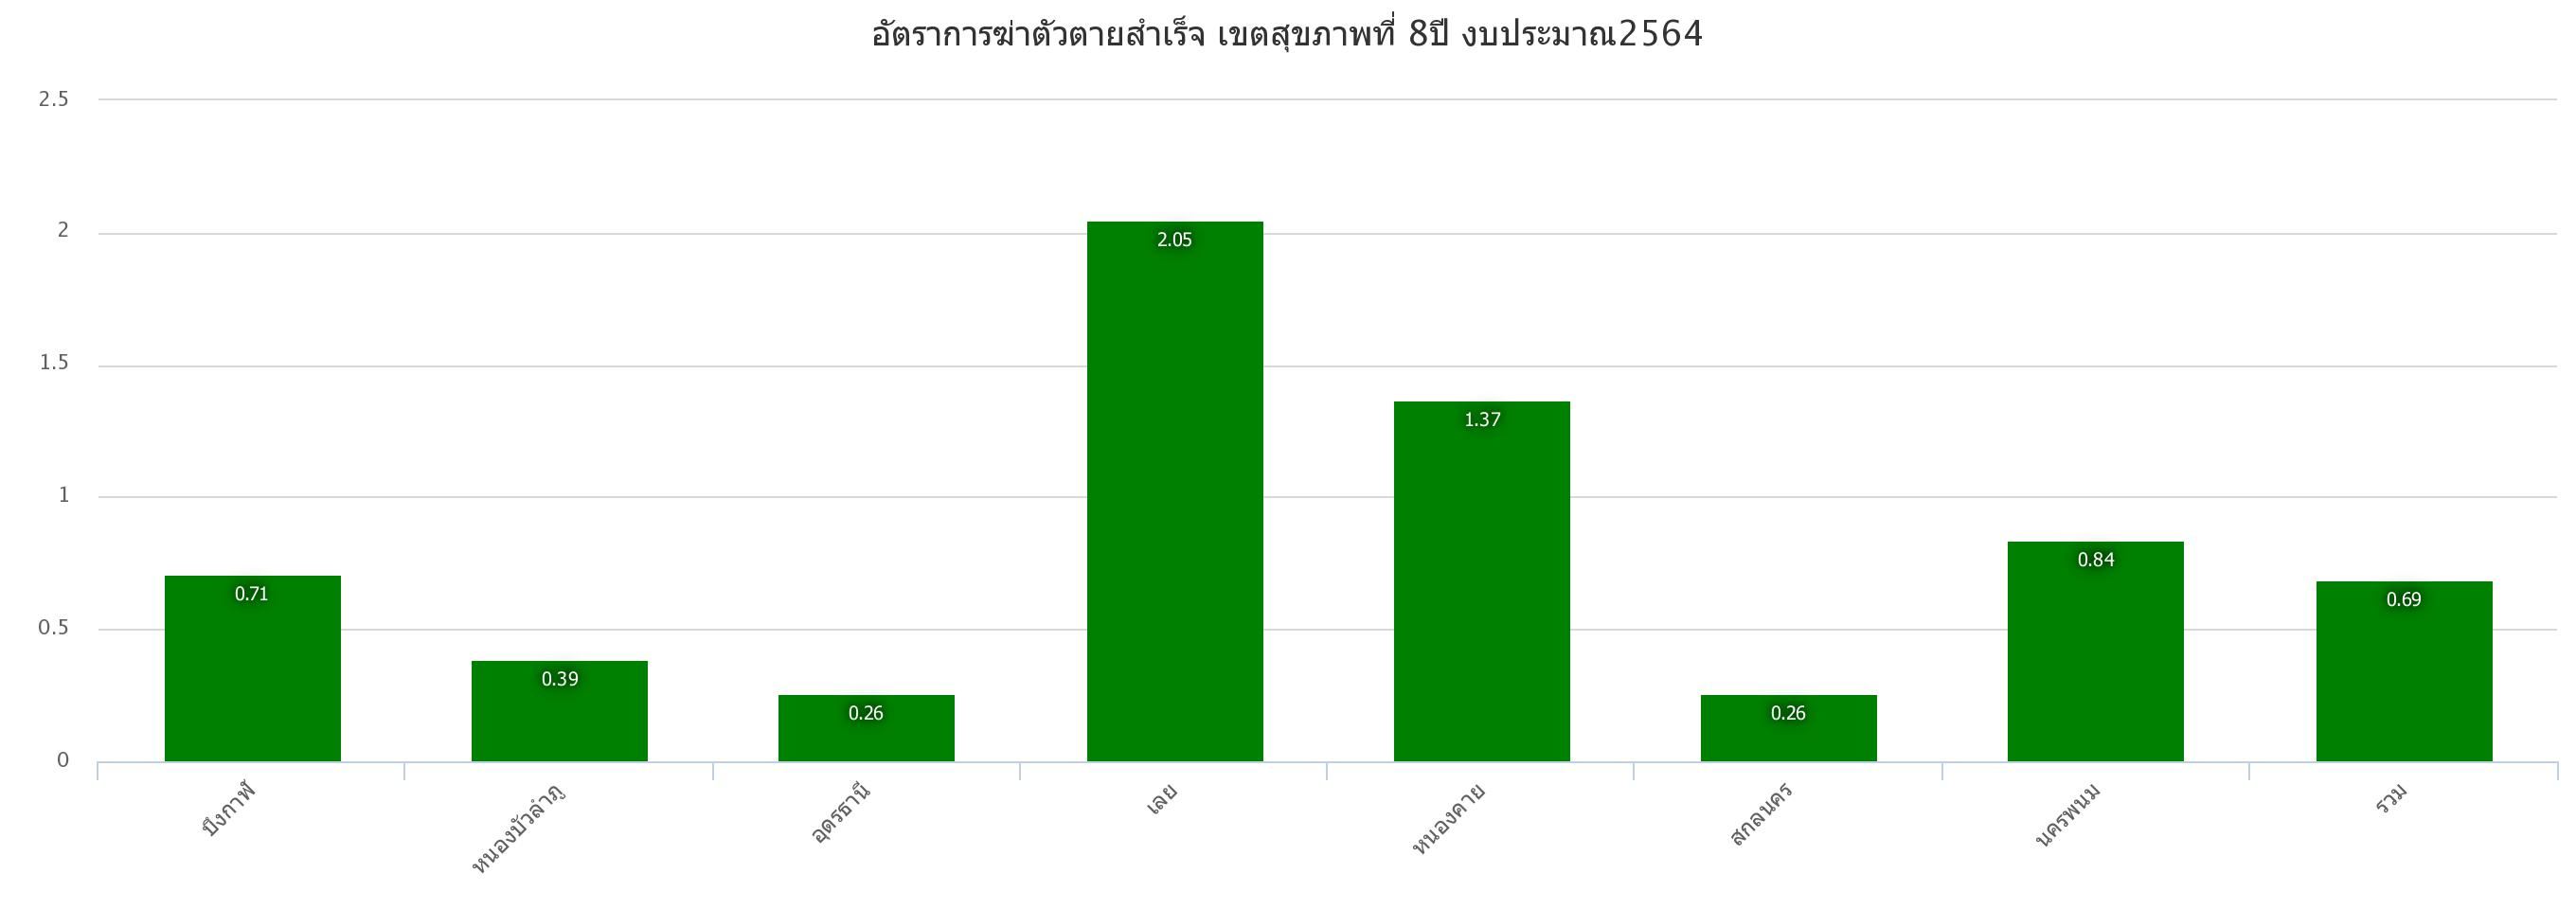 อัตราการฆ่าตัวตายสำเร็จ เขตสุขภาพที่ 8ปี งบประมาณ2564
2.5
2
1.5
1
0.5
0
0.71
0.39
0.26
2.05
1.37
0.26
0.84
0.69
บึงกาฬ
หนองบัวลำภู
อุดรธานี
เลย
หนองคาย
สกลนคร
นครพนม
รวม